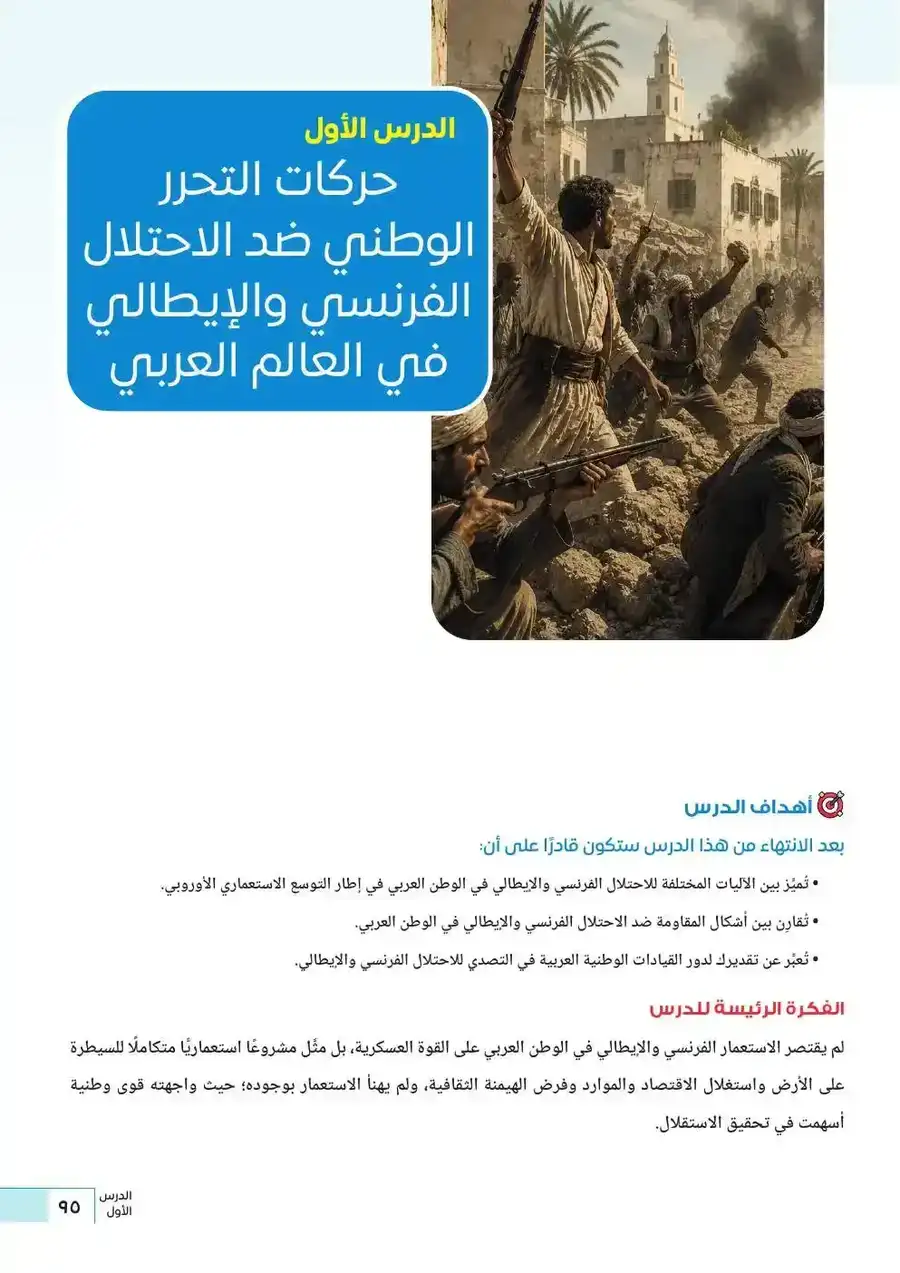 الدرس الأول
حركات التحرر
الوطني ضد الاحتلال
الفرنسي والإيطالي
في العالم العربي
أهداف الدرس
بعد الانتهاء من هذا الدرس ستكون قادرًا على أن:
• تُميِّز بين الآليات المختلفة للاحتلال الفرنسي والإيطالي في الوطن العربي في إطار التوسع الاستعماري الأوروبي.
• تُقارِن بين أشكال المقاومة ضد الاحتلال الفرنسي والإيطالي في الوطن العربي.
• تُعبِّر عن تقديرك لدور القيادات الوطنية العربية في التصدي للاحتلال الفرنسي والإيطالي.
الفكرة الرئيسة للدرس
لم يقتصر الاستعمار الفرنسي والإيطالي في الوطن العربي على القوة العسكرية، بل مثَّل مشروعًا استعماريًّا متكاملًا للسيطرة
على الأرض واستغلال الاقتصاد والموارد وفرض الهيمنة الثقافية، ولم يهنأ الاستعمار بوجوده؛ حيث واجهته قوى وطنية
أسهمت في تحقيق الاستقلال.
الدرس
الأول
٩٥